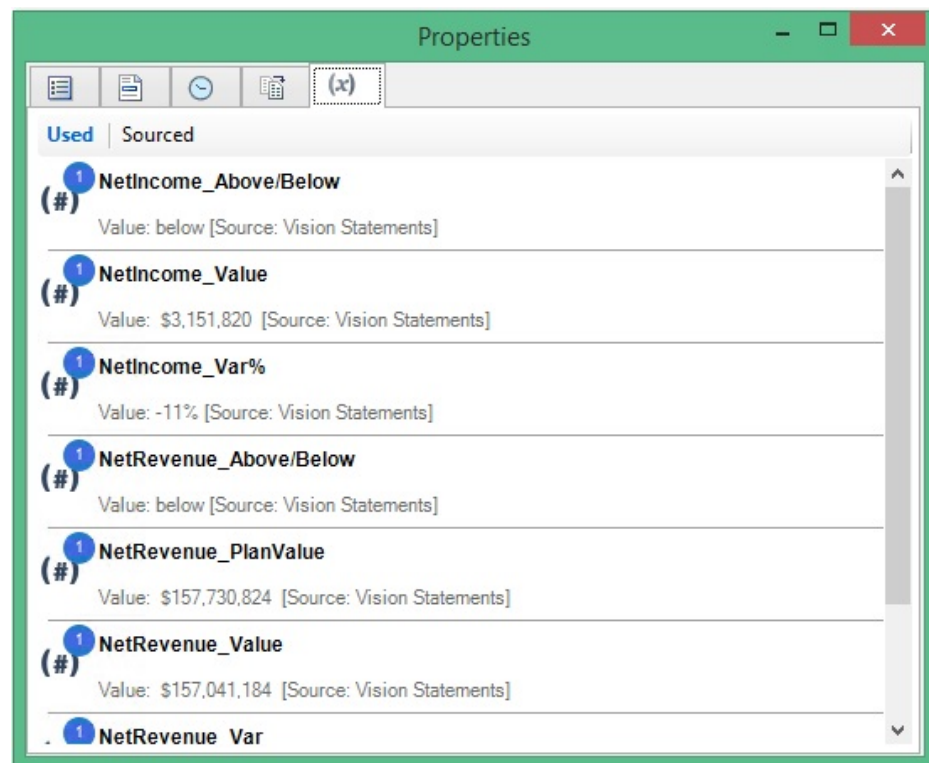 Properties
(x)
Used Sourced
1
(#) NetIncome_Above/Below
Value: below [Source: Vision Statements]
1
(#) NetIncome_Value
Value: $3,151,820 [Source: Vision Statements]
1
(#) NetIncome_Var%
Value: -11% [Source: Vision Statements]
1
(#) NetRevenue_Above/Below
Value: below [Source: Vision Statements]
1
(#) NetRevenue_PlanValue
Value: $157,730,824 [Source: Vision Statements]
1
(#) NetRevenue_Value
Value: $157,041,184 [Source: Vision Statements]
1
NetRevenue_Var